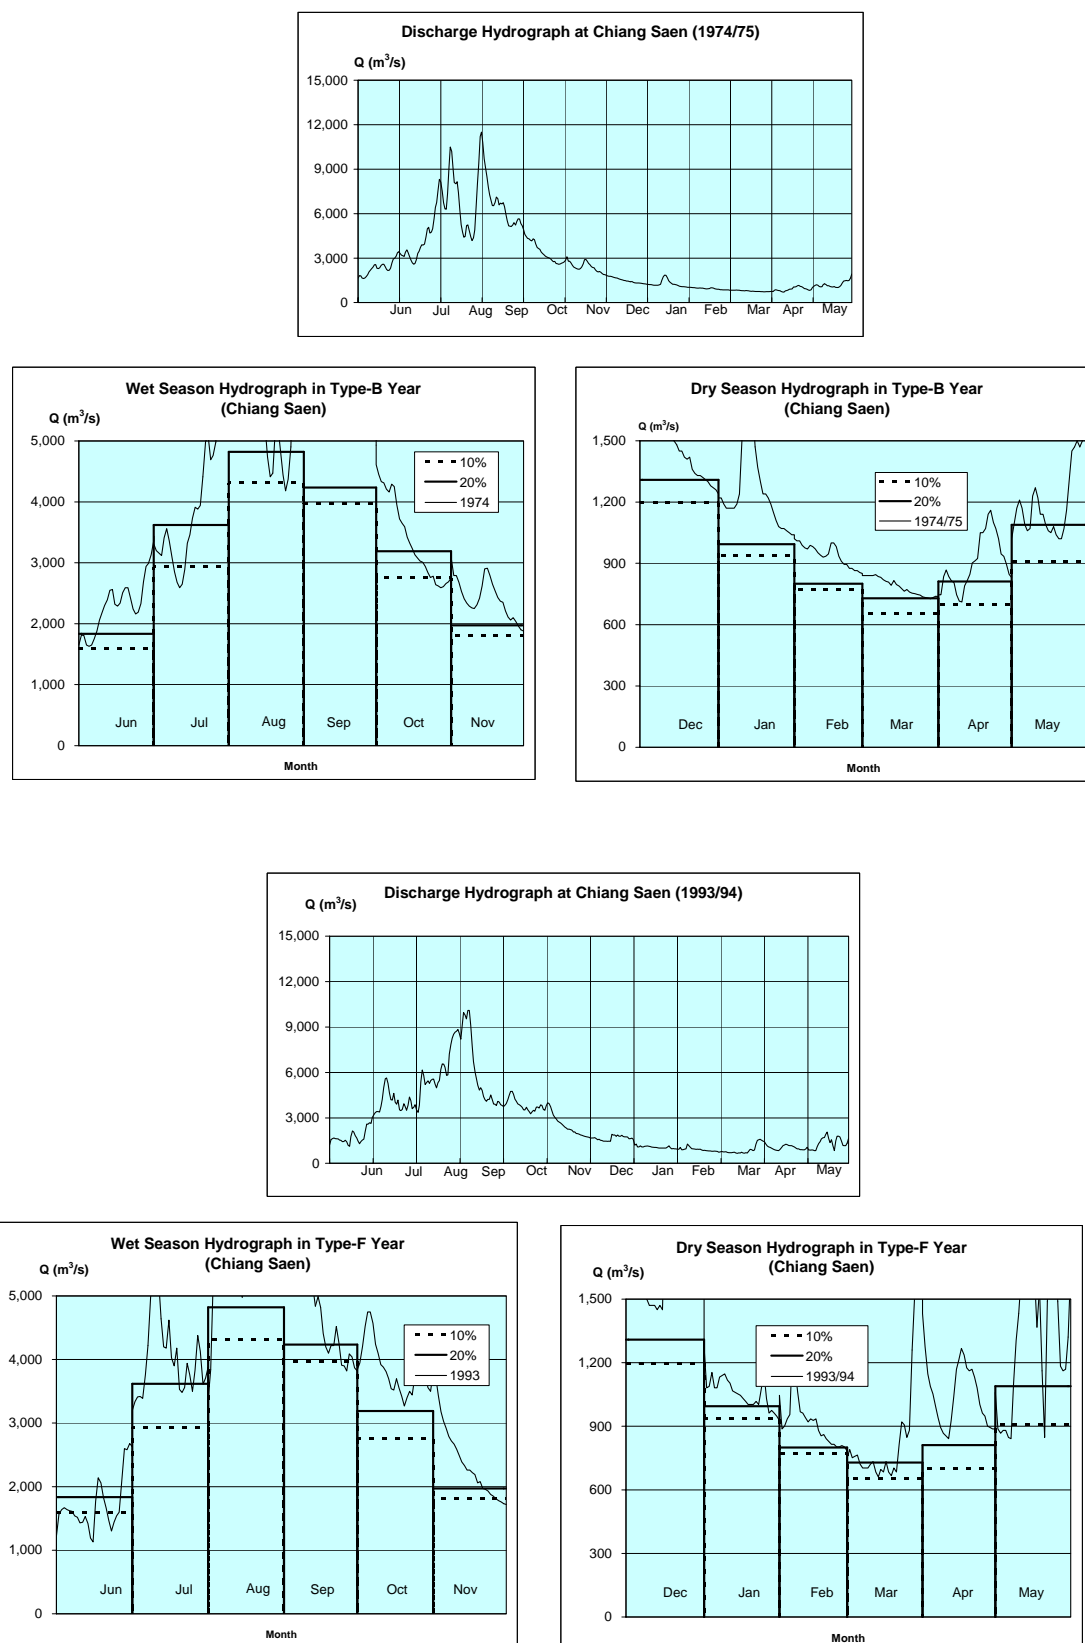 Discharge Hydrograph at Chiang Saen (1974/75)
Q (m³/s)
15,000
12,000
9,000
6,000
3,000
0
Jun Jul Aug Sep Oct Nov Dec Jan Feb Mar Apr May
Wet Season Hydrograph in Type-B Year
(Chiang Saen)
Q (m³/s)
5,000
4,000
3,000
2,000
1,000
0
10%
20%
1974
Jun Jul Aug Sep Oct Nov
Month
Dry Season Hydrograph in Type-B Year
(Chiang Saen)
Q (m³/s)
1,500
1,200
900
600
300
0
10%
20%
1974/75
Dec Jan Feb Mar Apr May
Month
Discharge Hydrograph at Chiang Saen (1993/94)
Q (m³/s)
15,000
12,000
9,000
6,000
3,000
0
Jun Jul Aug Sep Oct Nov Dec Jan Feb Mar Apr May
Wet Season Hydrograph in Type-F Year
(Chiang Saen)
Q (m³/s)
5,000
4,000
3,000
2,000
1,000
0
10%
20%
1993
Jun Jul Aug Sep Oct Nov
Month
Dry Season Hydrograph in Type-F Year
(Chiang Saen)
Q (m³/s)
1,500
1,200
900
600
300
0
10%
20%
1993/94
Dec Jan Feb Mar Apr May
Month